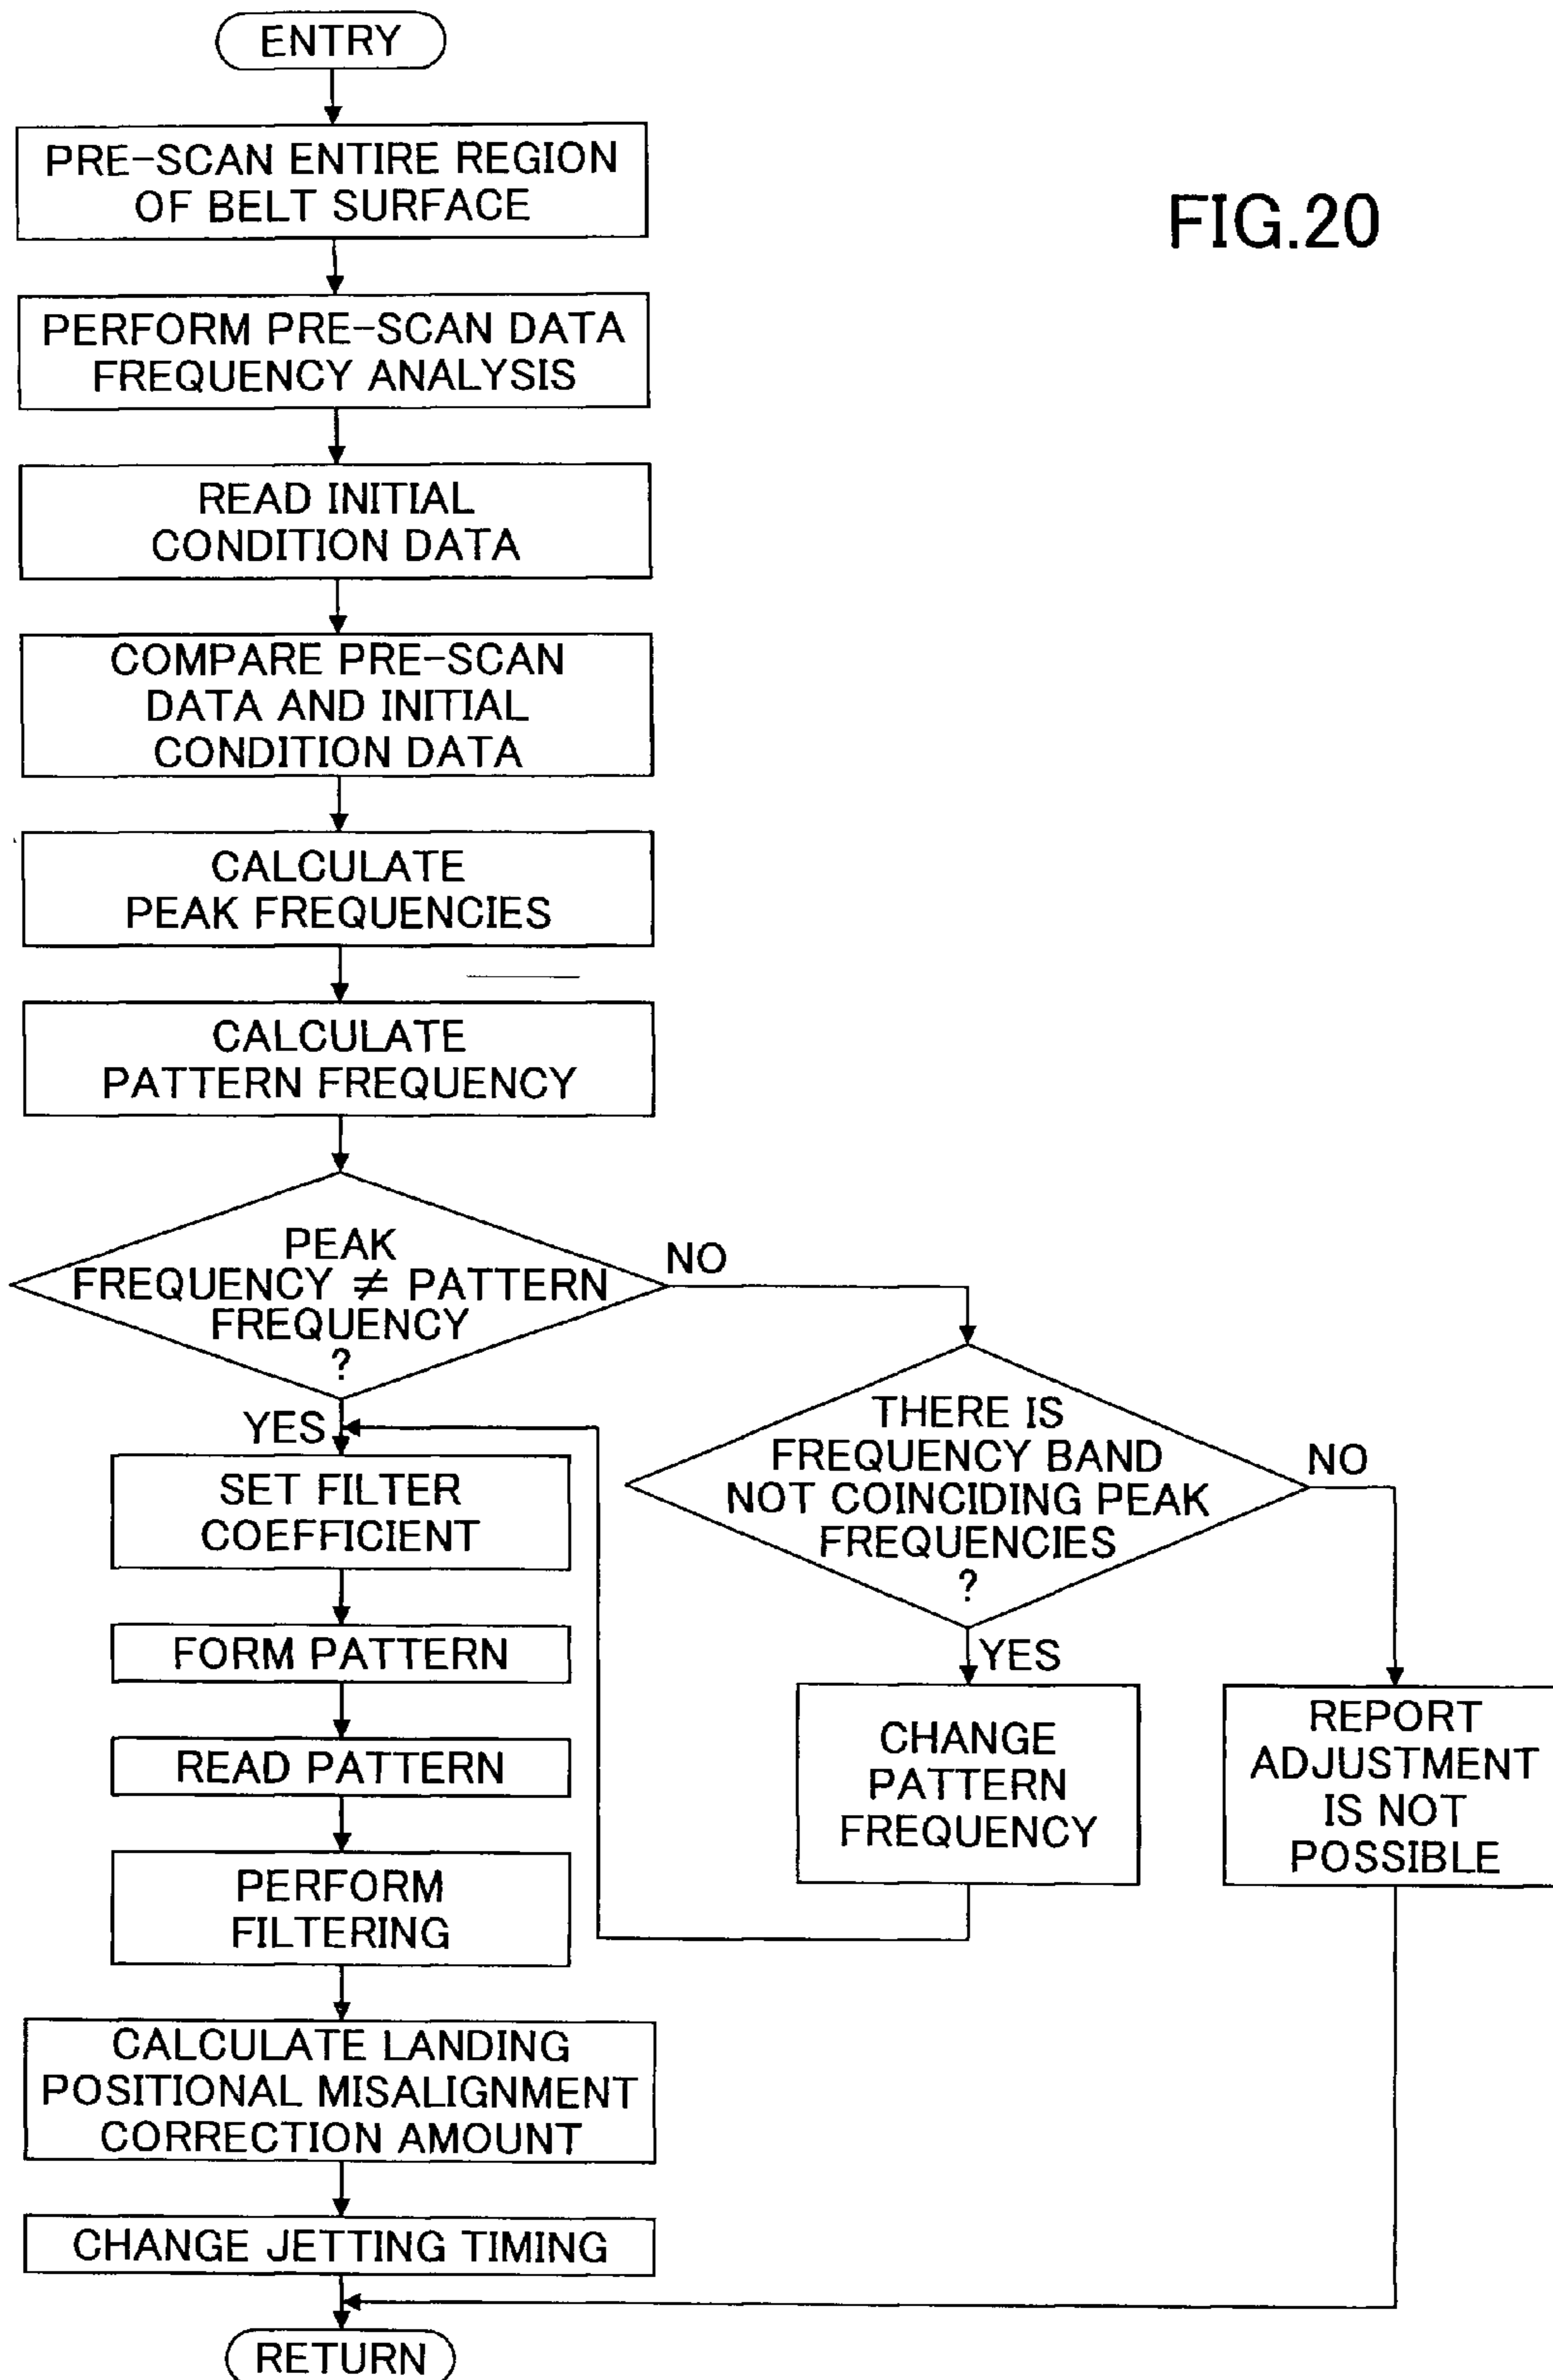 ENTRY
PRE-SCAN ENTIRE REGION
OF BELT SURFACE
FIG.20
PERFORM PRE-SCAN DATA
FREQUENCY ANALYSIS
READ INITIAL
CONDITION DATA
COMPARE PRE-SCAN
DATA AND INITIAL
CONDITION DATA
CALCULATE
PEAK FREQUENCIES
CALCULATE
PATTERN FREQUENCY
PEAK
FREQUENCY ≠ PATTERN
FREQUENCY
?
NO
YES
THERE IS
FREQUENCY BAND
NOT COINCIDING PEAK
FREQUENCIES
?
NO
YES
SET FILTER
COEFFICIENT
FORM PATTERN
READ PATTERN
PERFORM
FILTERING
CHANGE
PATTERN
FREQUENCY
REPORT
ADJUSTMENT
IS NOT
POSSIBLE
CALCULATE LANDING
POSITIONAL MISALIGNMENT
CORRECTION AMOUNT
CHANGE JETTING TIMING
RETURN